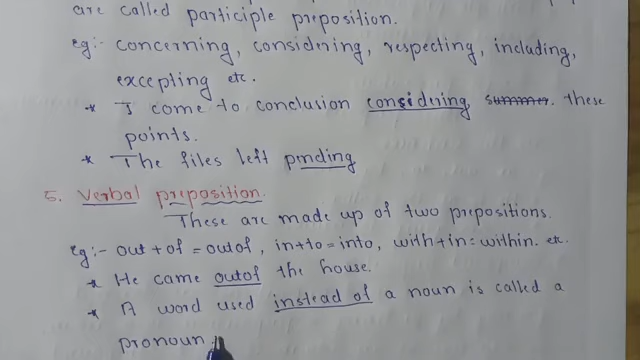 are called participle preposition.
eg:- concerning, considering, respecting, including,
excepting etc.
* I come to conclusion considering summer. these
points.
* The files left pending
5. Verbal preposition.
These are made up of two prepositions.
eg:- out + of = outof, in+to = into, with+in = within. etc.
* He came outof the house.
* A word used instead of a noun is called a
pronoun.